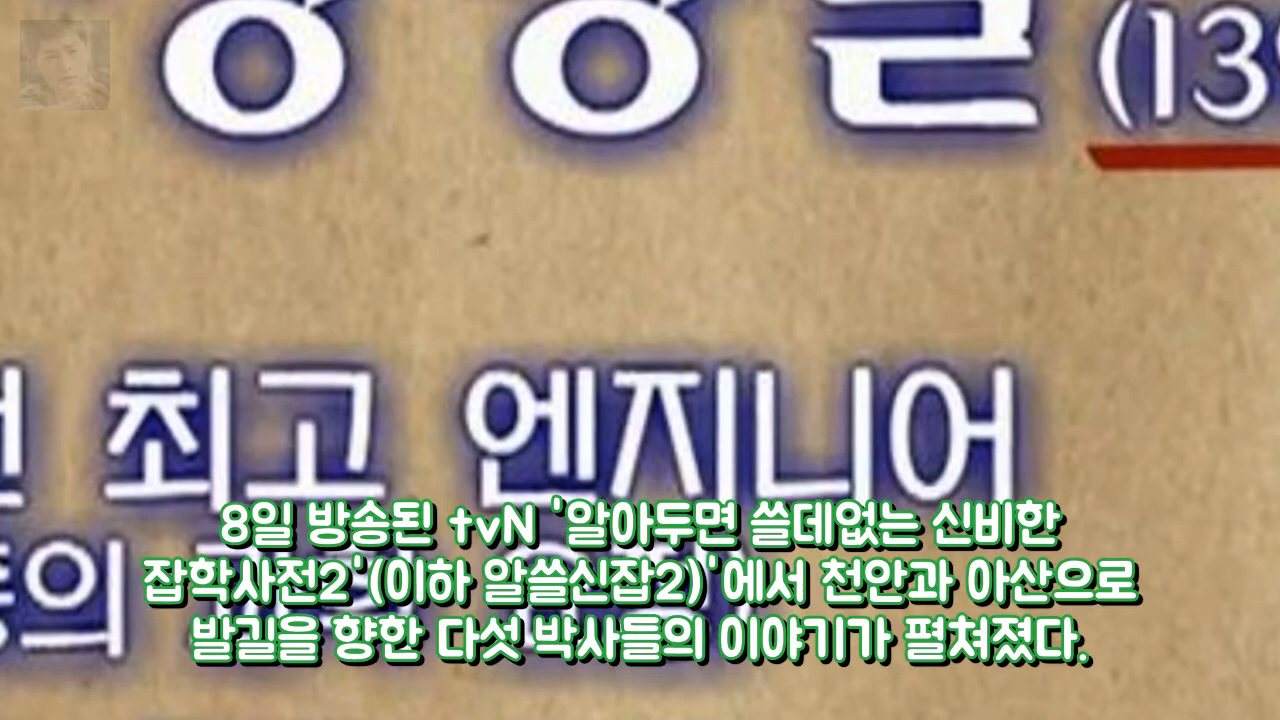 (13
최고 엔지니어
8일 방송된 tvN '알아두면 쓸데없는 신비한
잡학사전2'(이하 알쓸신잡2)'에서 천안과 아산으로
발길을 향한 다섯 박사들의 이야기가 펼쳐졌다.